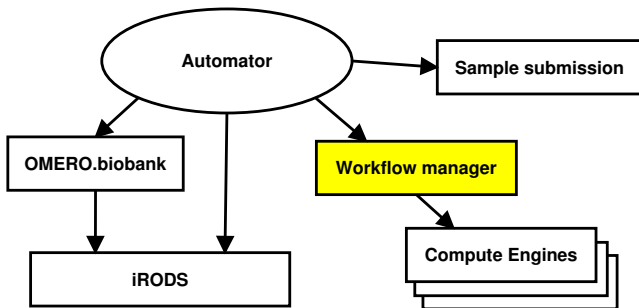 Automator
Sample submission
OMERO.biobank
Workflow manager
Compute Engines
iRODS